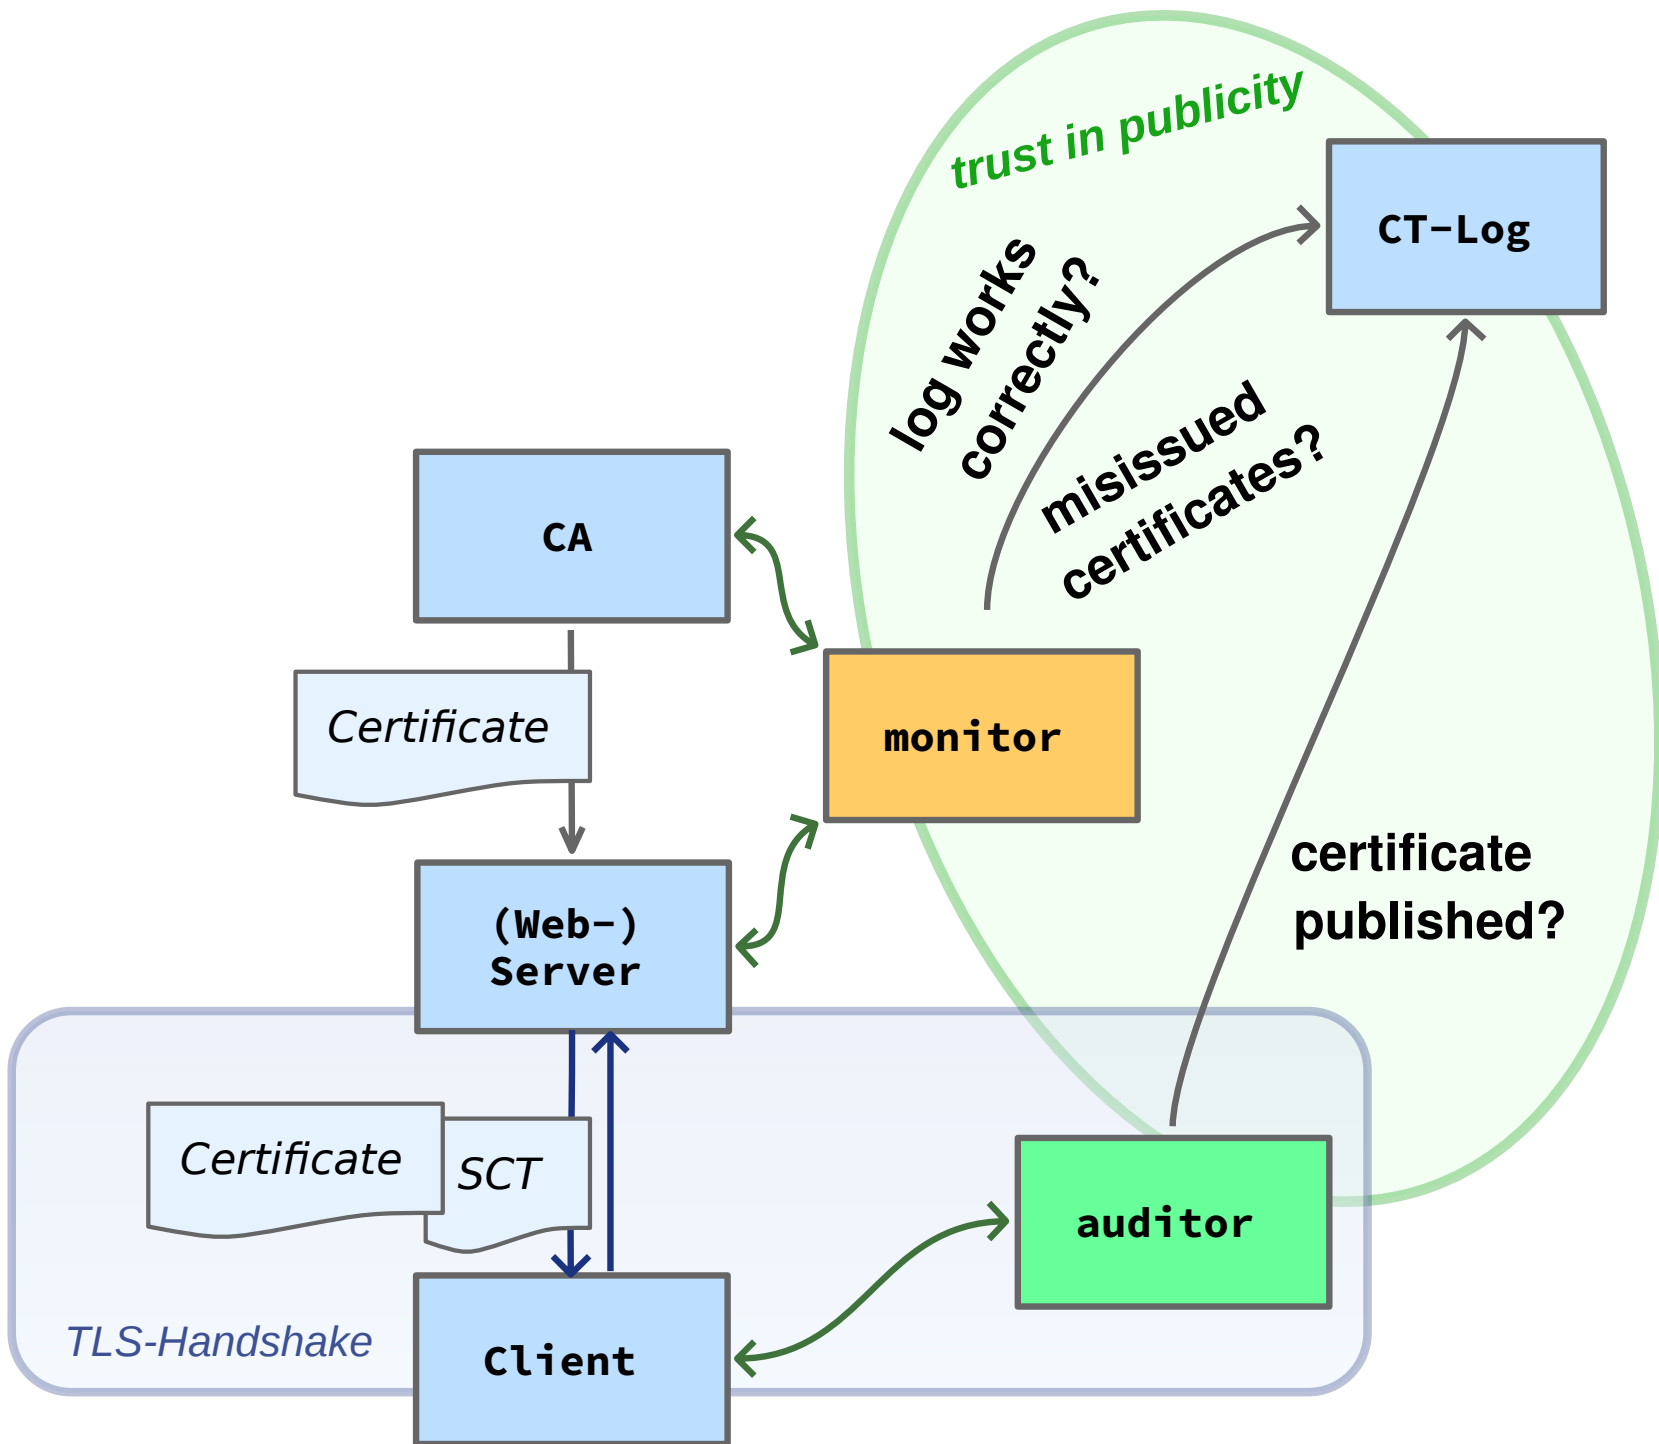 trust in publicity
CT-Log
log works
correctly?
misissued
certificates?
CA
Certificate
monitor
certificate
published?
(Web-)
Server
Certificate
SCT
auditor
TLS-Handshake
Client